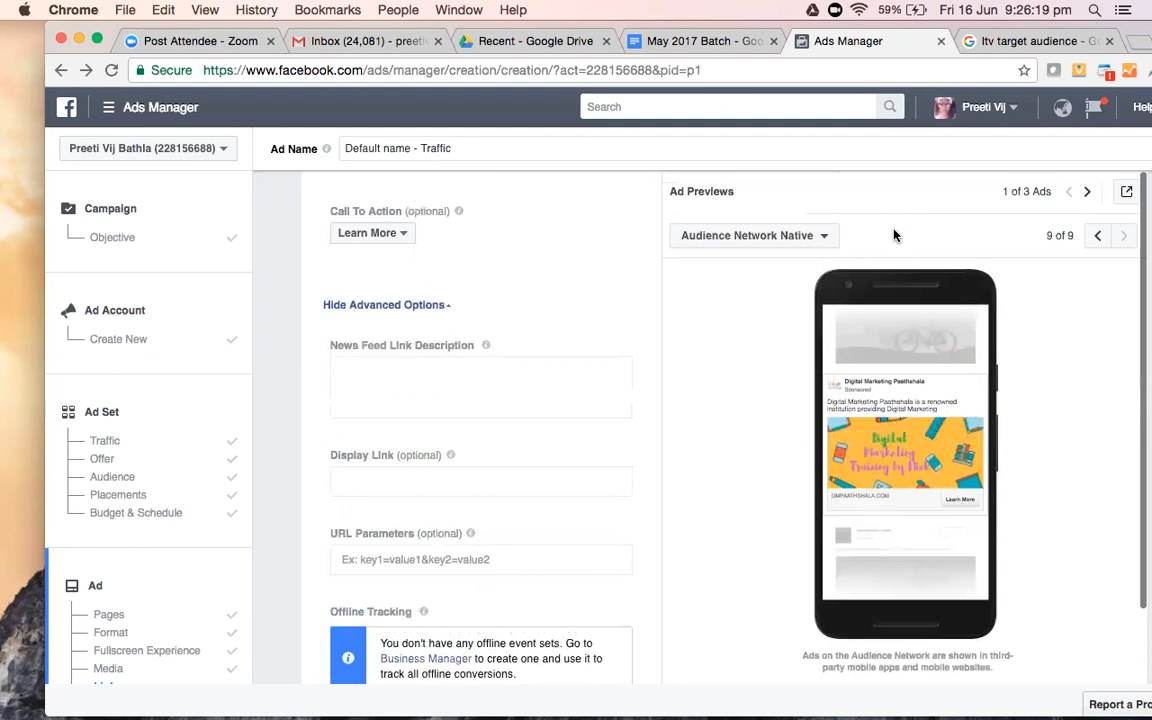 Chrome File Edit View History Bookmarks People Window Help 59% Fri 16 Jun 9:26:19 pm
Post Attendee - Zoom
Inbox (24,081) - preeti
Recent - Google Drive
May 2017 Batch - Goo
Ads Manager
ltv target audience - G
Secure https://www.facebook.com/ads/manager/creation/creation/?act=228156688&pid=p1
Ads Manager
Search
Preeti Vij
Help
Preeti Vij Bathla (228156688)
Ad Name
Default name - Traffic
Campaign
Objective
Ad Account
Create New
Ad Set
Traffic
Offer
Audience
Placements
Budget & Schedule
Ad
Pages
Format
Fullscreen Experience
Media
Call To Action (optional)
Learn More
Hide Advanced Options
News Feed Link Description
Display Link (optional)
URL Parameters (optional)
Ex: key1=value1&key2=value2
Offline Tracking
You don't have any offline event sets. Go to
Business Manager to create one and use it to
track all offline conversions.
Ad Previews
1 of 3 Ads
Audience Network Native
9 of 9
Digital Marketing Paathshala
Sponsored
Digital Marketing Paathshala is a renowned
institution providing Digital Marketing
Digital
Marketing
Training by
DMPAATHSHALA.COM
Learn More
Ads on the Audience Network are shown in third-
party mobile apps and mobile websites.
Report a Pro